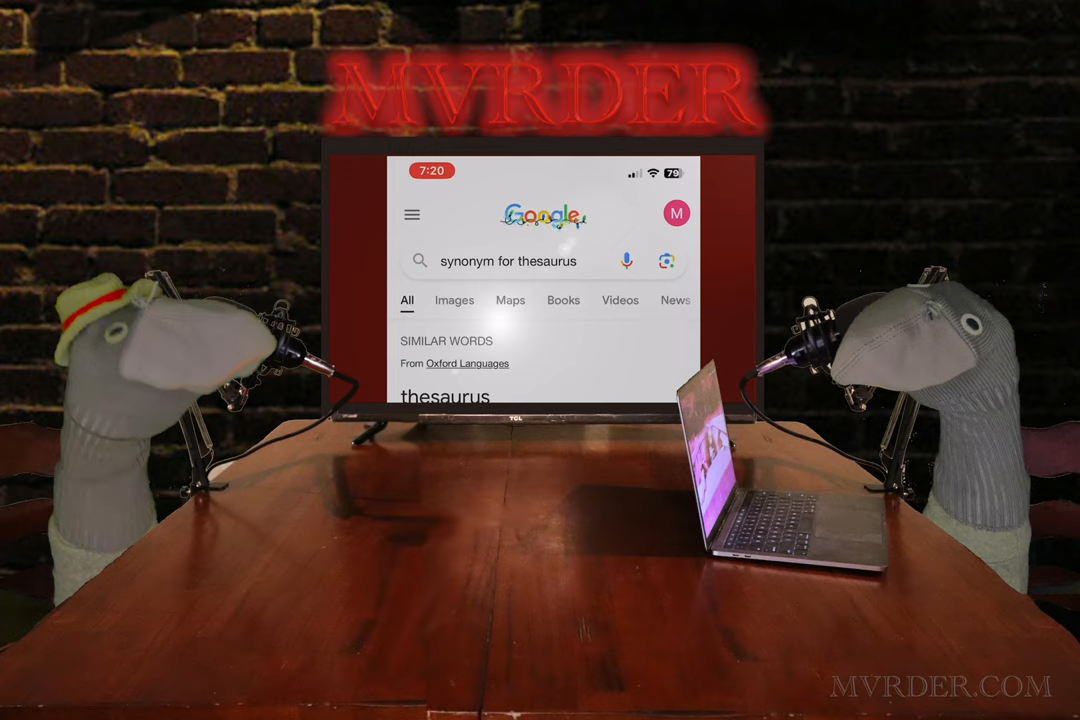 MVRDER
7:20
79
Google
M
synonym for thesaurus
All Images Maps Books Videos News
SIMILAR WORDS
From Oxford Languages
thesaurus
TCL
MVRDER.COM